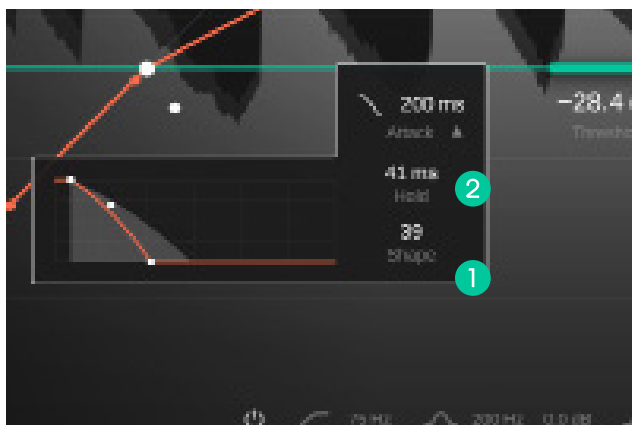 200 ms
-28.4
Attack
Thresho
41 ms
2
Hold
39
Shape
1
75 Hz 200 Hz 0.0 dB